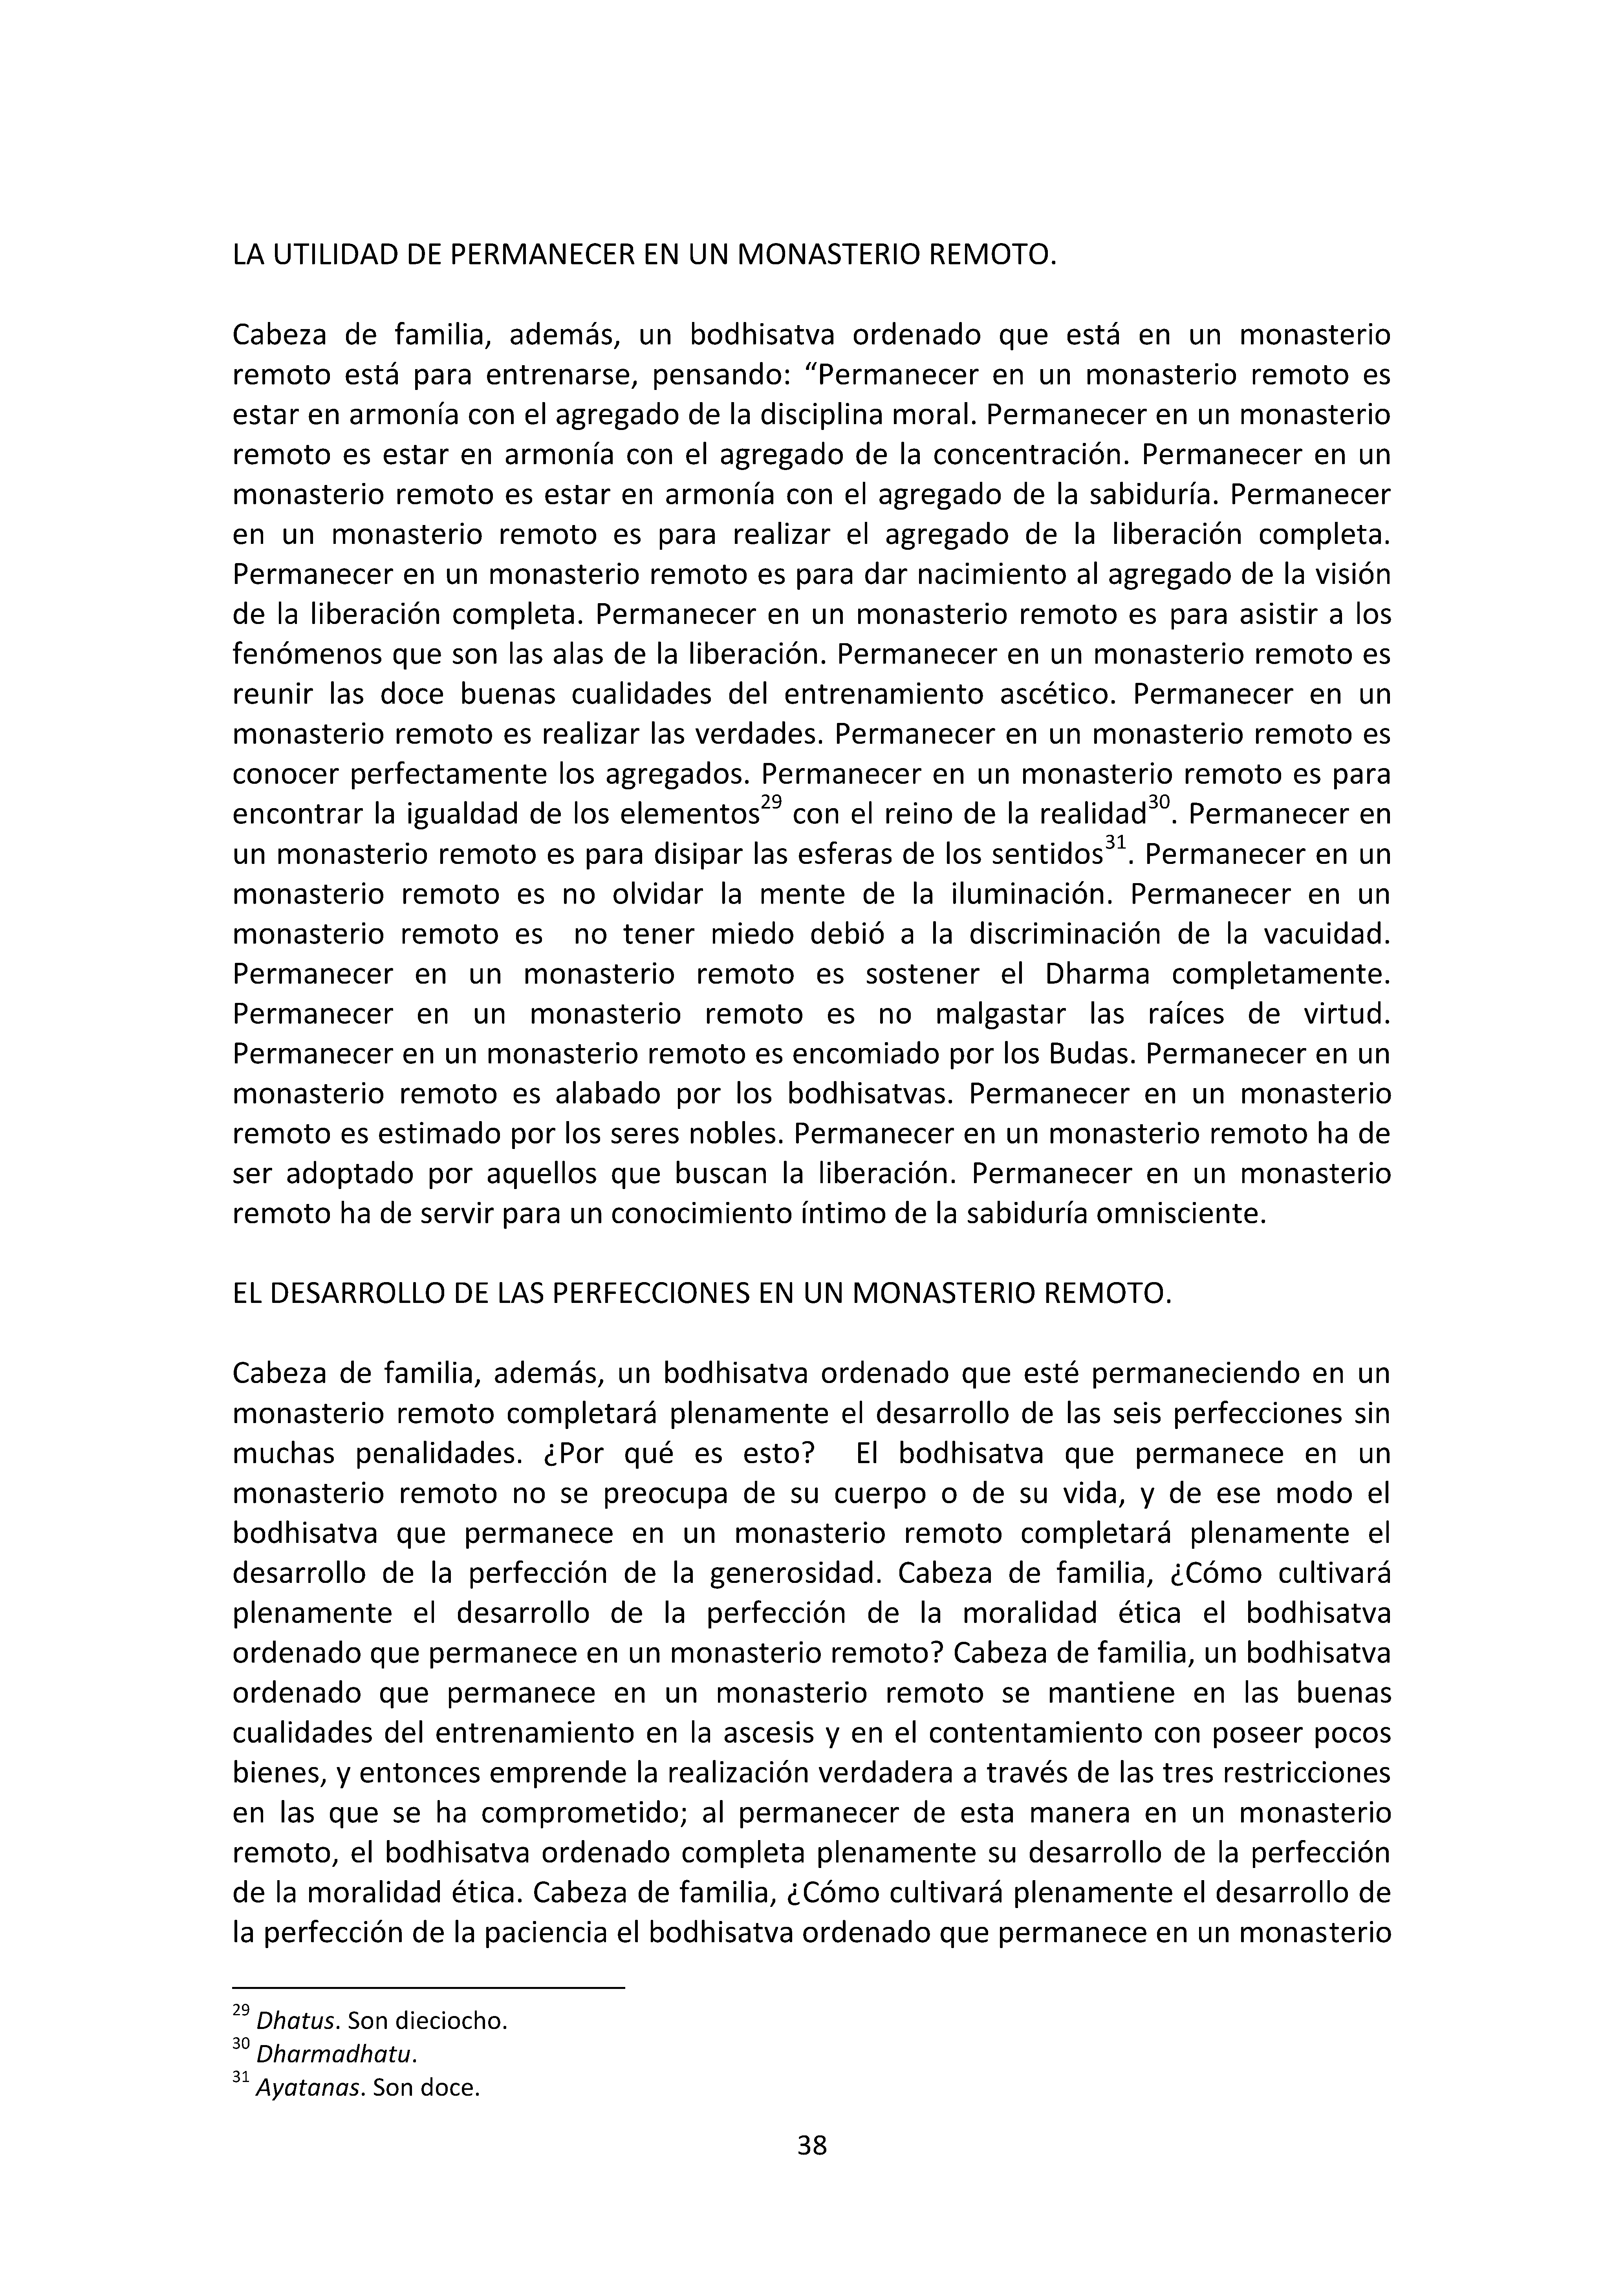 LA UTILIDAD DE PERMANECER EN UN MONASTERIO REMOTO.
Cabeza de familia, además, un bodhisatva ordenado que está en un monasterio
remoto está para entrenarse, pensando: “Permanecer en un monasterio remoto es
estar en armonía con el agregado de la disciplina moral. Permanecer en un monasterio
remoto es estar en armonía con el agregado de la concentración. Permanecer en un
monasterio remoto es estar en armonía con el agregado de la sabiduría. Permanecer
en un monasterio remoto es para realizar el agregado de la liberación completa.
Permanecer en un monasterio remoto es para dar nacimiento al agregado de la visión
de la liberación completa. Permanecer en un monasterio remoto es para asistir a los
fenómenos que son las alas de la liberación. Permanecer en un monasterio remoto es
reunir las doce buenas cualidades del entrenamiento ascético. Permanecer en un
monasterio remoto es realizar las verdades. Permanecer en un monasterio remoto es
conocer perfectamente los agregados. Permanecer en un monasterio remoto es para
encontrar la igualdad de los elementos29 con el reino de la realidad30. Permanecer en
un monasterio remoto es para disipar las esferas de los sentidos31. Permanecer en un
monasterio remoto es no olvidar la mente de la iluminación. Permanecer en un
monasterio remoto es  no tener miedo debió a la discriminación de la vacuidad.
Permanecer en un monasterio remoto es sostener el Dharma completamente.
Permanecer en un monasterio remoto es no malgastar las raíces de virtud.
Permanecer en un monasterio remoto es encomiado por los Budas. Permanecer en un
monasterio remoto es alabado por los bodhisatvas. Permanecer en un monasterio
remoto es estimado por los seres nobles. Permanecer en un monasterio remoto ha de
ser adoptado por aquellos que buscan la liberación. Permanecer en un monasterio
remoto ha de servir para un conocimiento íntimo de la sabiduría omnisciente.
EL DESARROLLO DE LAS PERFECCIONES EN UN MONASTERIO REMOTO.
Cabeza de familia, además, un bodhisatva ordenado que esté permaneciendo en un
monasterio remoto completará plenamente el desarrollo de las seis perfecciones sin
muchas penalidades. ¿Por qué es esto?  El bodhisatva que permanece en un
monasterio remoto no se preocupa de su cuerpo o de su vida, y de ese modo el
bodhisatva que permanece en un monasterio remoto completará plenamente el
desarrollo de la perfección de la generosidad. Cabeza de familia, ¿Cómo cultivará
plenamente el desarrollo de la perfección de la moralidad ética el bodhisatva
ordenado que permanece en un monasterio remoto? Cabeza de familia, un bodhisatva
ordenado que permanece en un monasterio remoto se mantiene en las buenas
cualidades del entrenamiento en la ascesis y en el contentamiento con poseer pocos
bienes, y entonces emprende la realización verdadera a través de las tres restricciones
en las que se ha comprometido; al permanecer de esta manera en un monasterio
remoto, el bodhisatva ordenado completa plenamente su desarrollo de la perfección
de la moralidad ética. Cabeza de familia, ¿Cómo cultivará plenamente el desarrollo de
la perfección de la paciencia el bodhisatva ordenado que permanece en un monasterio
29 Dhatus. Son dieciocho.
30 Dharmadhatu.
31 Ayatanas. Son doce.
38